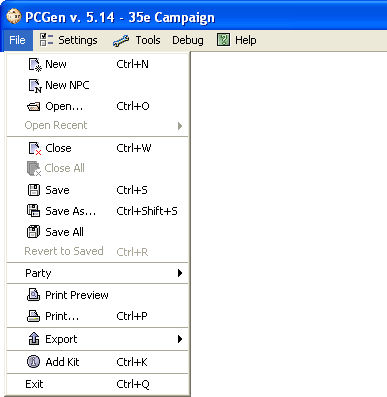 PCGen v. 5.14 - 35e Campaign
File Settings Tools Debug Help
New Ctrl+N
New NPC
Open... Ctrl+O
Open Recent
Close Ctrl+W
Close All
Save Ctrl+S
Save As... Ctrl+Shift+S
Save All
Revert to Saved Ctrl+R
Party
Print Preview
Print... Ctrl+P
Export
Add Kit Ctrl+K
Exit Ctrl+Q